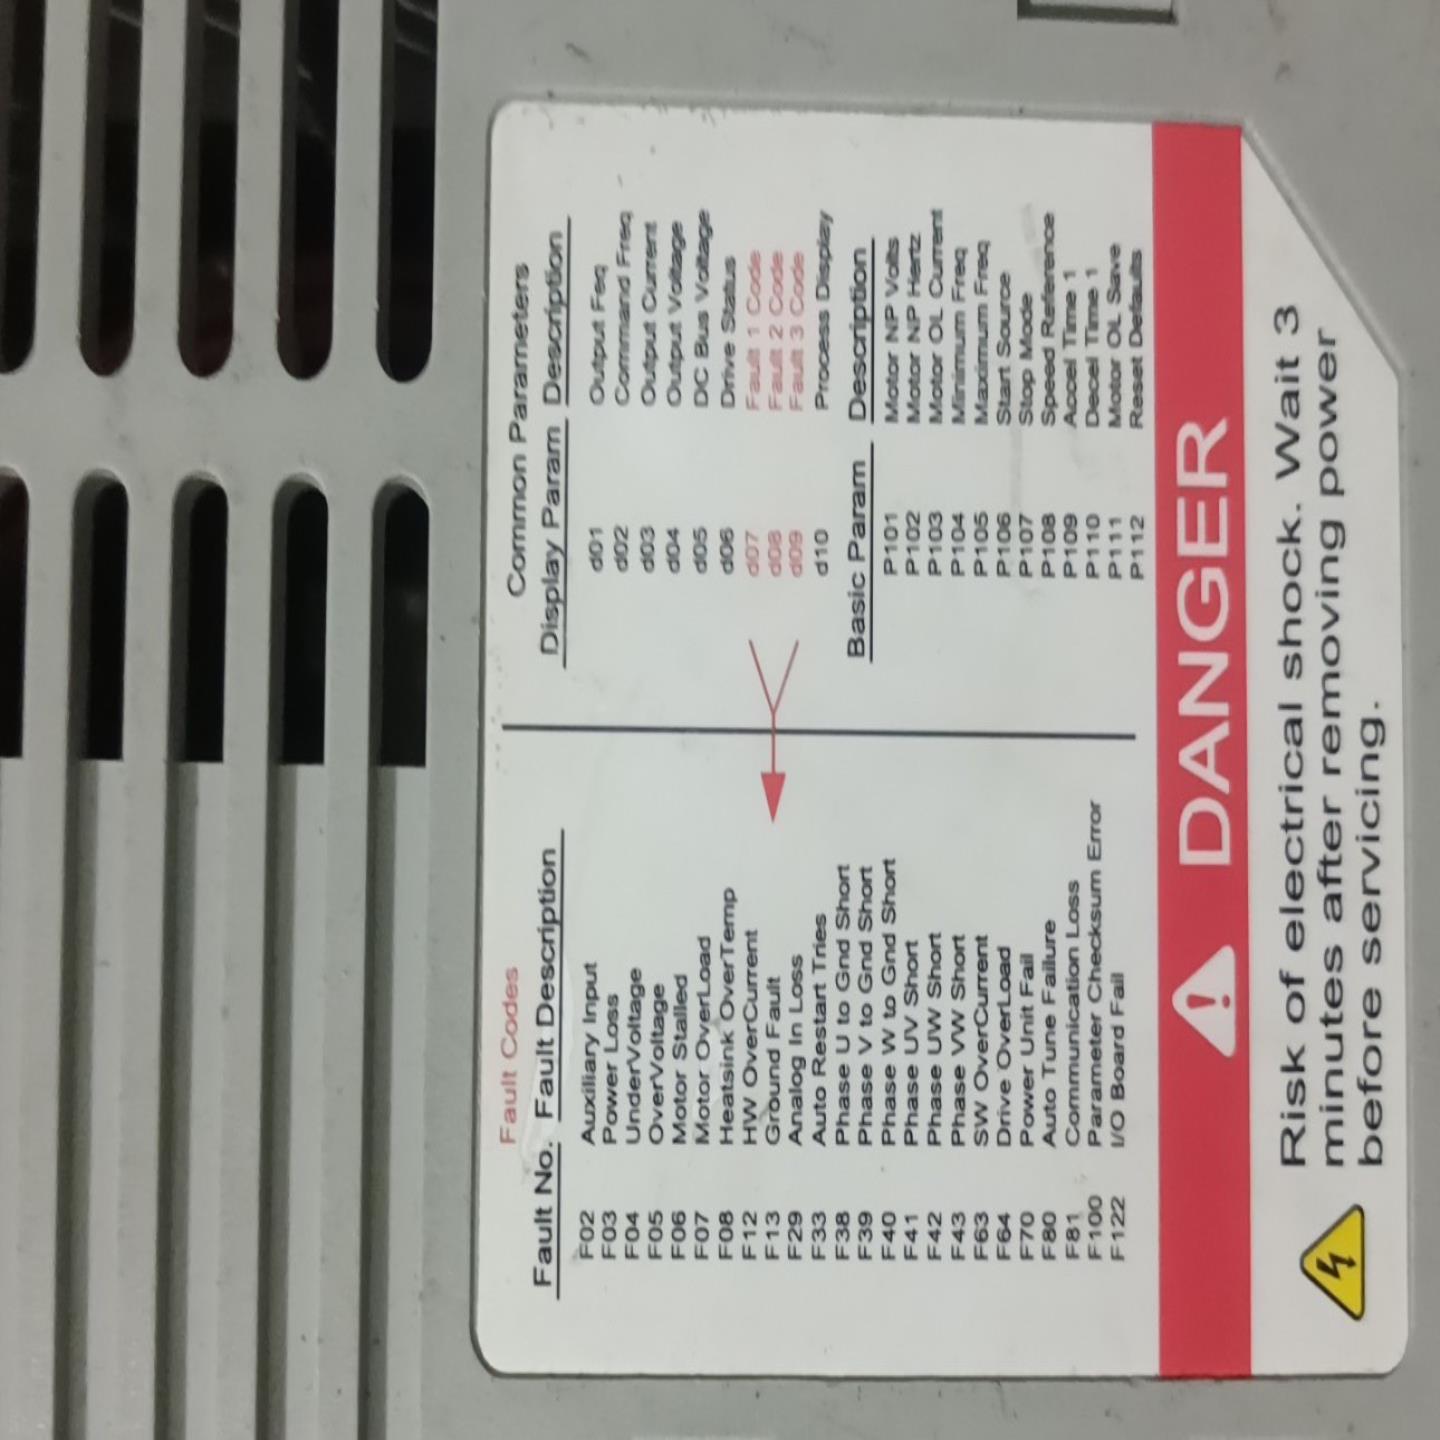 Fault Codes
Fault No. Fault Description
F02 Auxiliary Input
F03 Power Loss
F04 UnderVoltage
F05 OverVoltage
F06 Motor Stalled
F07 Motor OverLoad
F08 Heatsink OverTemp
F12 HW OverCurrent
F13 Ground Fault
F29 Analog In Loss
F33 Auto Restart Tries
F38 Phase U to Gnd Short
F39 Phase V to Gnd Short
F40 Phase W to Gnd Short
F41 Phase UV Short
F42 Phase UW Short
F43 Phase VW Short
F63 SW OverCurrent
F64 Drive OverLoad
F70 Power Unit Fail
F80 Auto Tune Failure
F81 Communication Loss
F100 Parameter Checksum Error
F122 I/O Board Fail
Common Parameters
Display Param Description
d01 Output Feq
d02 Command Freq
d03 Output Current
d04 Output Voltage
d05 DC Bus Voltage
d06 Drive Status
d07 Fault 1 Code
d08 Fault 2 Code
d09 Fault 3 Code
d10 Process Display
Basic Param Description
P101 Motor NP Volts
P102 Motor NP Hertz
P103 Motor OL Current
P104 Minimum Freq
P105 Maximum Freq
P106 Start Source
P107 Stop Mode
P108 Speed Reference
P109 Accel Time 1
P110 Decel Time 1
P111 Motor OL Save
P112 Reset Defaults
DANGER
Risk of electrical shock. Wait 3
minutes after removing power
before servicing.